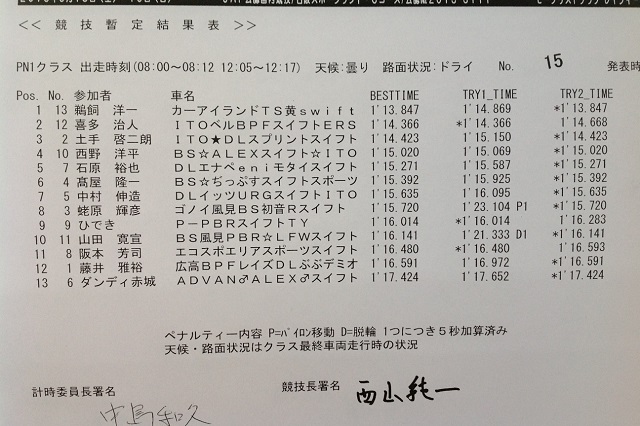 << 競技暫定結果表 >>
PN1クラス 出走時刻(08:00～08:12 12:05～12:17) 天候:曇り 路面状況:ドライ No. 15 発表時
Pos. No. 参加者 車名 BESTTIME TRY1_TIME TRY2_TIME
1 13 鵜飼 洋一 カーアイランドTS黄swift 1'13.847 1'14.869 *1'13.847
2 12 喜多 治人 ITOベルBPFスイフトERS 1'14.366 *1'14.366 1'14.668
3 2 土手 啓二朗 ITO★DLスプリントスイフト 1'14.423 1'15.150 *1'14.423
4 10 西野 洋平 BS☆ALEXスイフト☆ITO 1'15.020 1'15.069 *1'15.020
5 7 石原 裕也 DLエナペeniモタイスイフト 1'15.271 1'15.587 *1'15.271
6 4 髙屋 隆一 BS☆ぢっぷすスイフトスポーツ 1'15.392 1'15.925 *1'15.392
7 5 中村 伸造 DLイッツURGスイフトITO 1'15.635 1'16.095 *1'15.635
8 3 蛯原 輝彦 ゴノイ風見BS初音Rスイフト 1'15.720 1'23.104 P1 *1'15.720
9 9 ひでき P－PBRスイフトTY 1'16.014 *1'16.014 1'16.283
10 11 山田 寛宣 BS風見PBR☆LFWスイフト 1'16.141 1'21.333 D1 *1'16.141
11 8 阪本 芳司 エコスポエリアスポーツスイフト 1'16.480 *1'16.480 1'16.593
12 1 藤井 雅裕 広高BPFレイズDLぶぶデミオ 1'16.591 1'16.972 *1'16.591
13 6 ダンディ赤城 ADVAN♂ALEX♂スイフト 1'17.424 1'17.652 *1'17.424
ペナルティー内容 P=ﾊﾟｲﾛﾝ移動 D=脱輪 1つにつき5秒加算済み
天候・路面状況はクラス最終車両走行時の状況
計時委員長署名 競技長署名 西山純一
中島和久